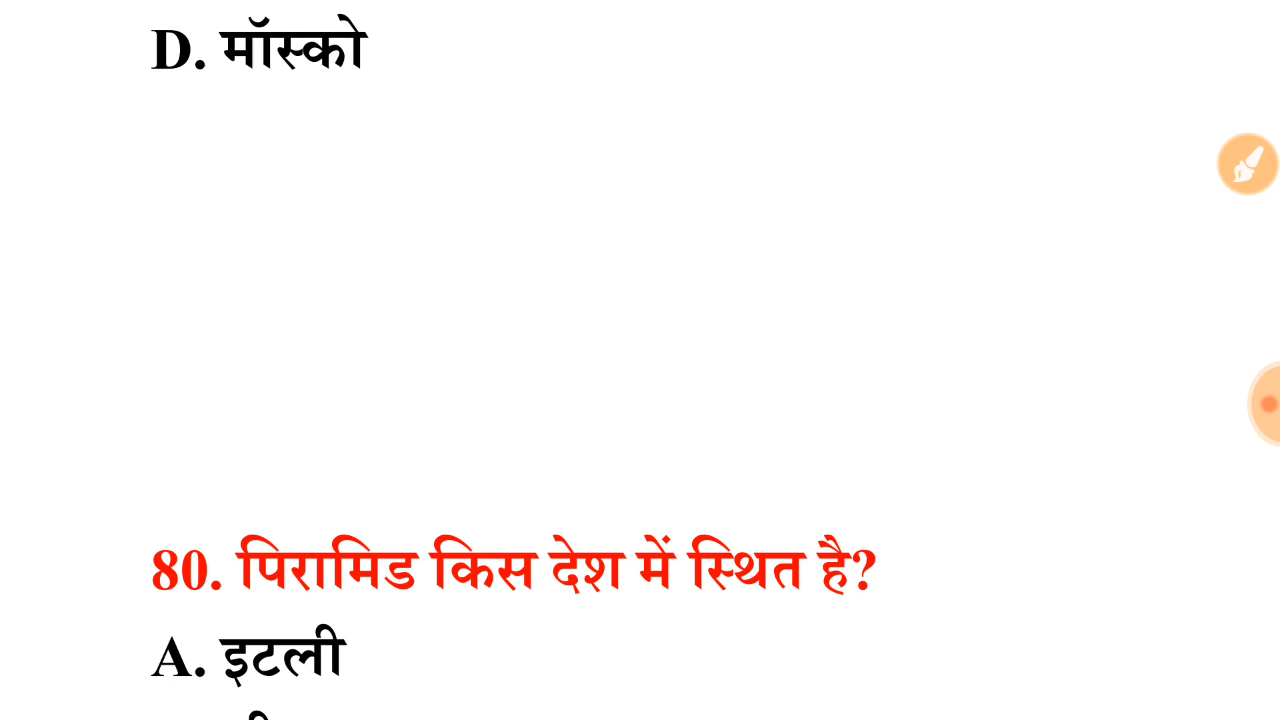 D. मॉस्को
80. पिरामिड किस देश में स्थित है?
A. इटली